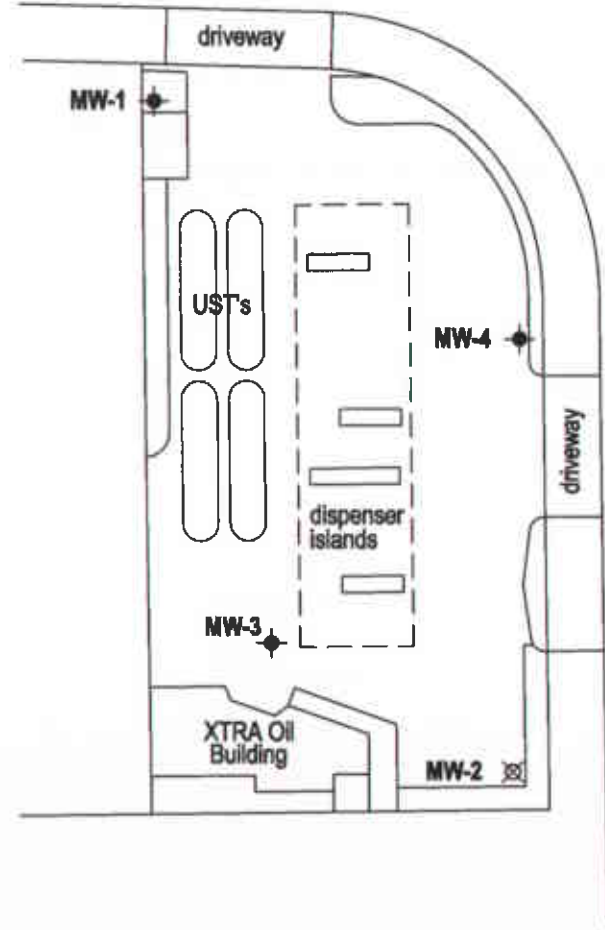 driveway
MW-1
UST's
MW-4
driveway
dispenser
islands
MW-3
XTRA Oil
Building
MW-2